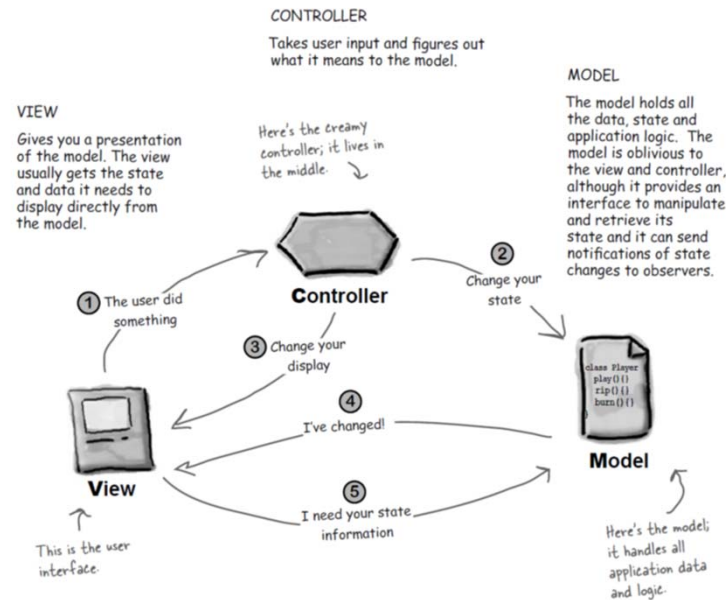 CONTROLLER
Takes user input and figures out
what it means to the model.
MODEL
The model holds all
the data, state and
application logic. The
model is oblivious to
the view and controller,
although it provides an
interface to manipulate
and retrieve its
state and it can send
notifications of state
changes to observers.
VIEW
Gives you a presentation
of the model. The view
usually gets the state
and data it needs to
display directly from
the model.
Here's the creamy
controller; it lives in
the middle.
Controller
1 The user did
something
2
Change your
state
3 Change your
display
4
I've changed!
5
I need your state
information
class Player
play(){}
rip(){}
burn(){}
View
Model
This is the user
interface.
Here's the model;
it handles all
application data
and logic.